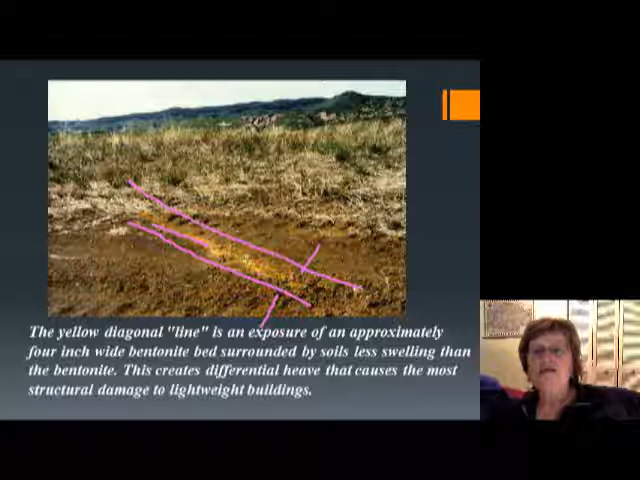 The yellow diagonal "line" is an exposure of an approximately
four inch wide bentonite bed surrounded by soils less swelling than
the bentonite. This creates differential heave that causes the most
structural damage to lightweight buildings.